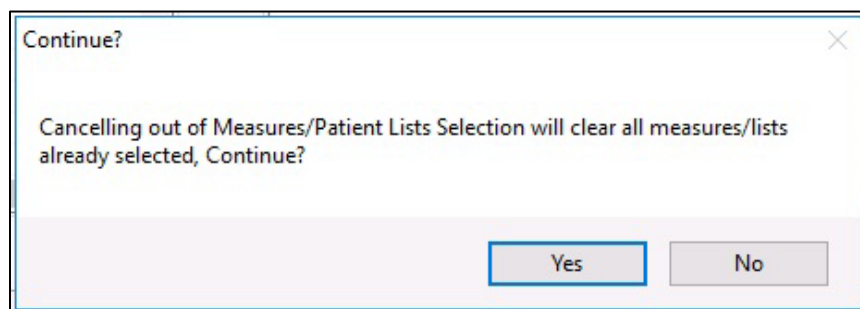 Continue?
Cancelling out of Measures/Patient Lists Selection will clear all measures/lists
already selected, Continue?
Yes
No